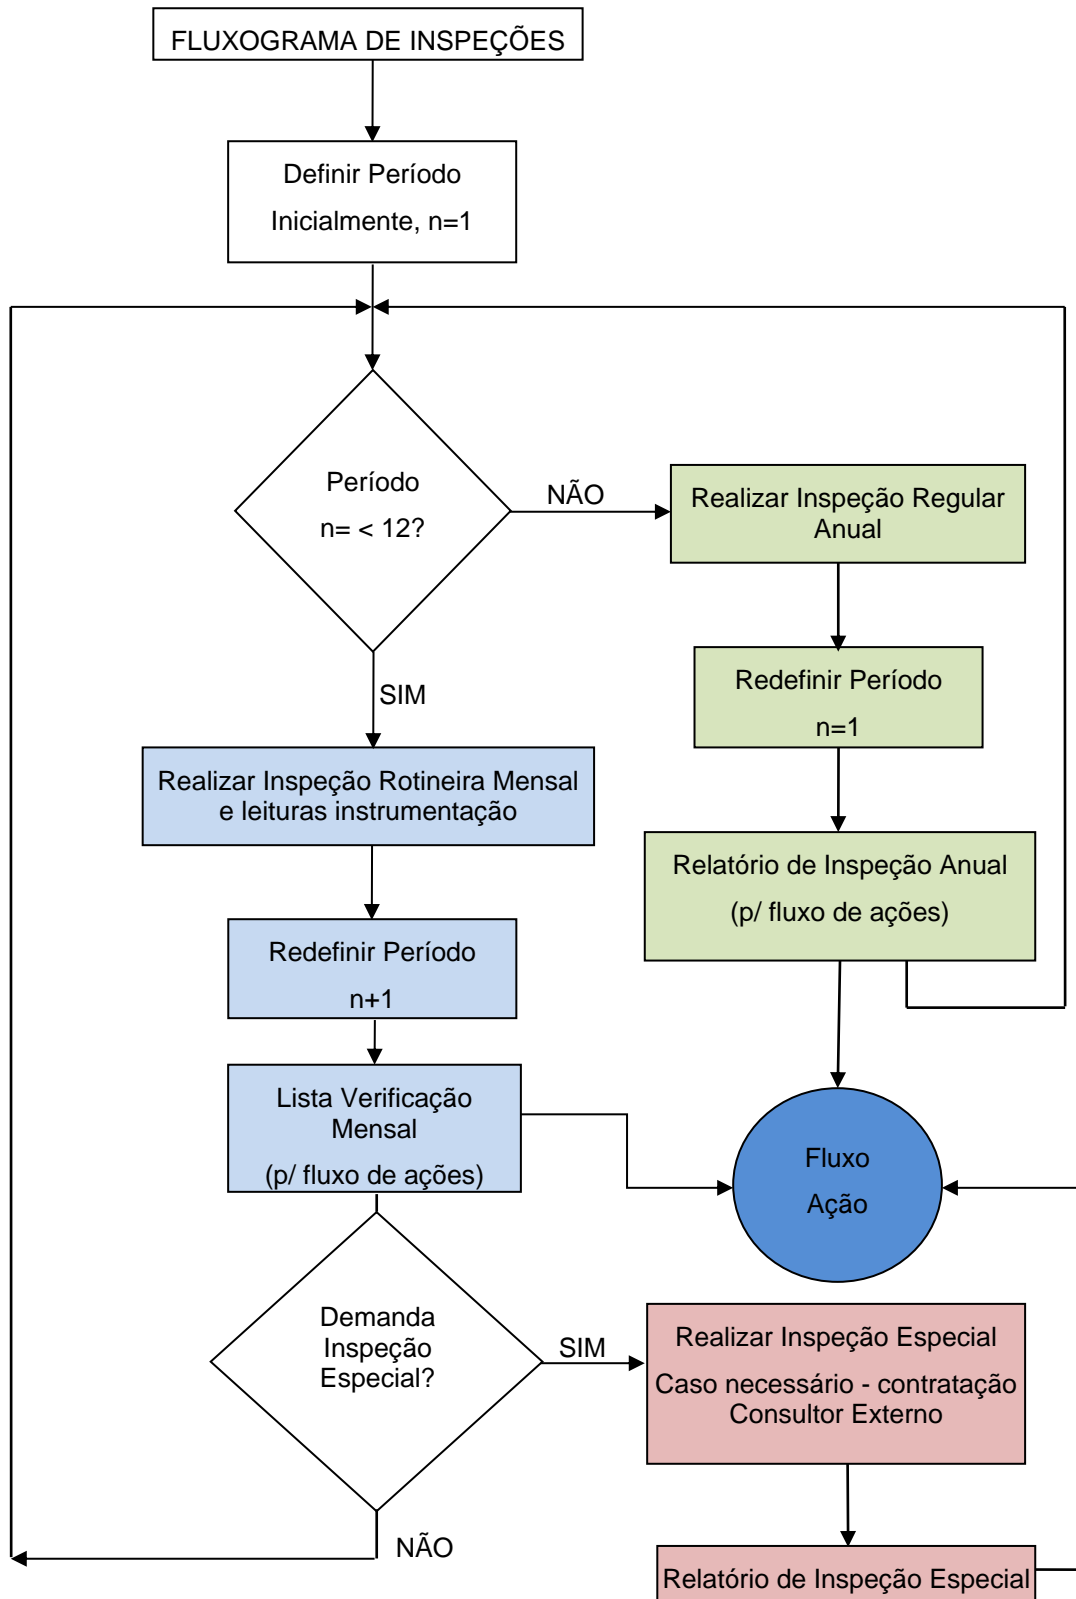 FLUXOGRAMA DE INSPEÇÕES
Definir Período
Inicialmente, n=1
Período
n= < 12?
NÃO
Realizar Inspeção Regular
Anual
Redefinir Período
n=1
Relatório de Inspeção Anual
(p/ fluxo de ações)
SIM
Realizar Inspeção Rotineira Mensal
e leituras instrumentação
Redefinir Período
n+1
Lista Verificação
Mensal
(p/ fluxo de ações)
Fluxo
Ação
Demanda
Inspeção
Especial?
SIM
Realizar Inspeção Especial
Caso necessário - contratação
Consultor Externo
NÃO
Relatório de Inspeção Especial